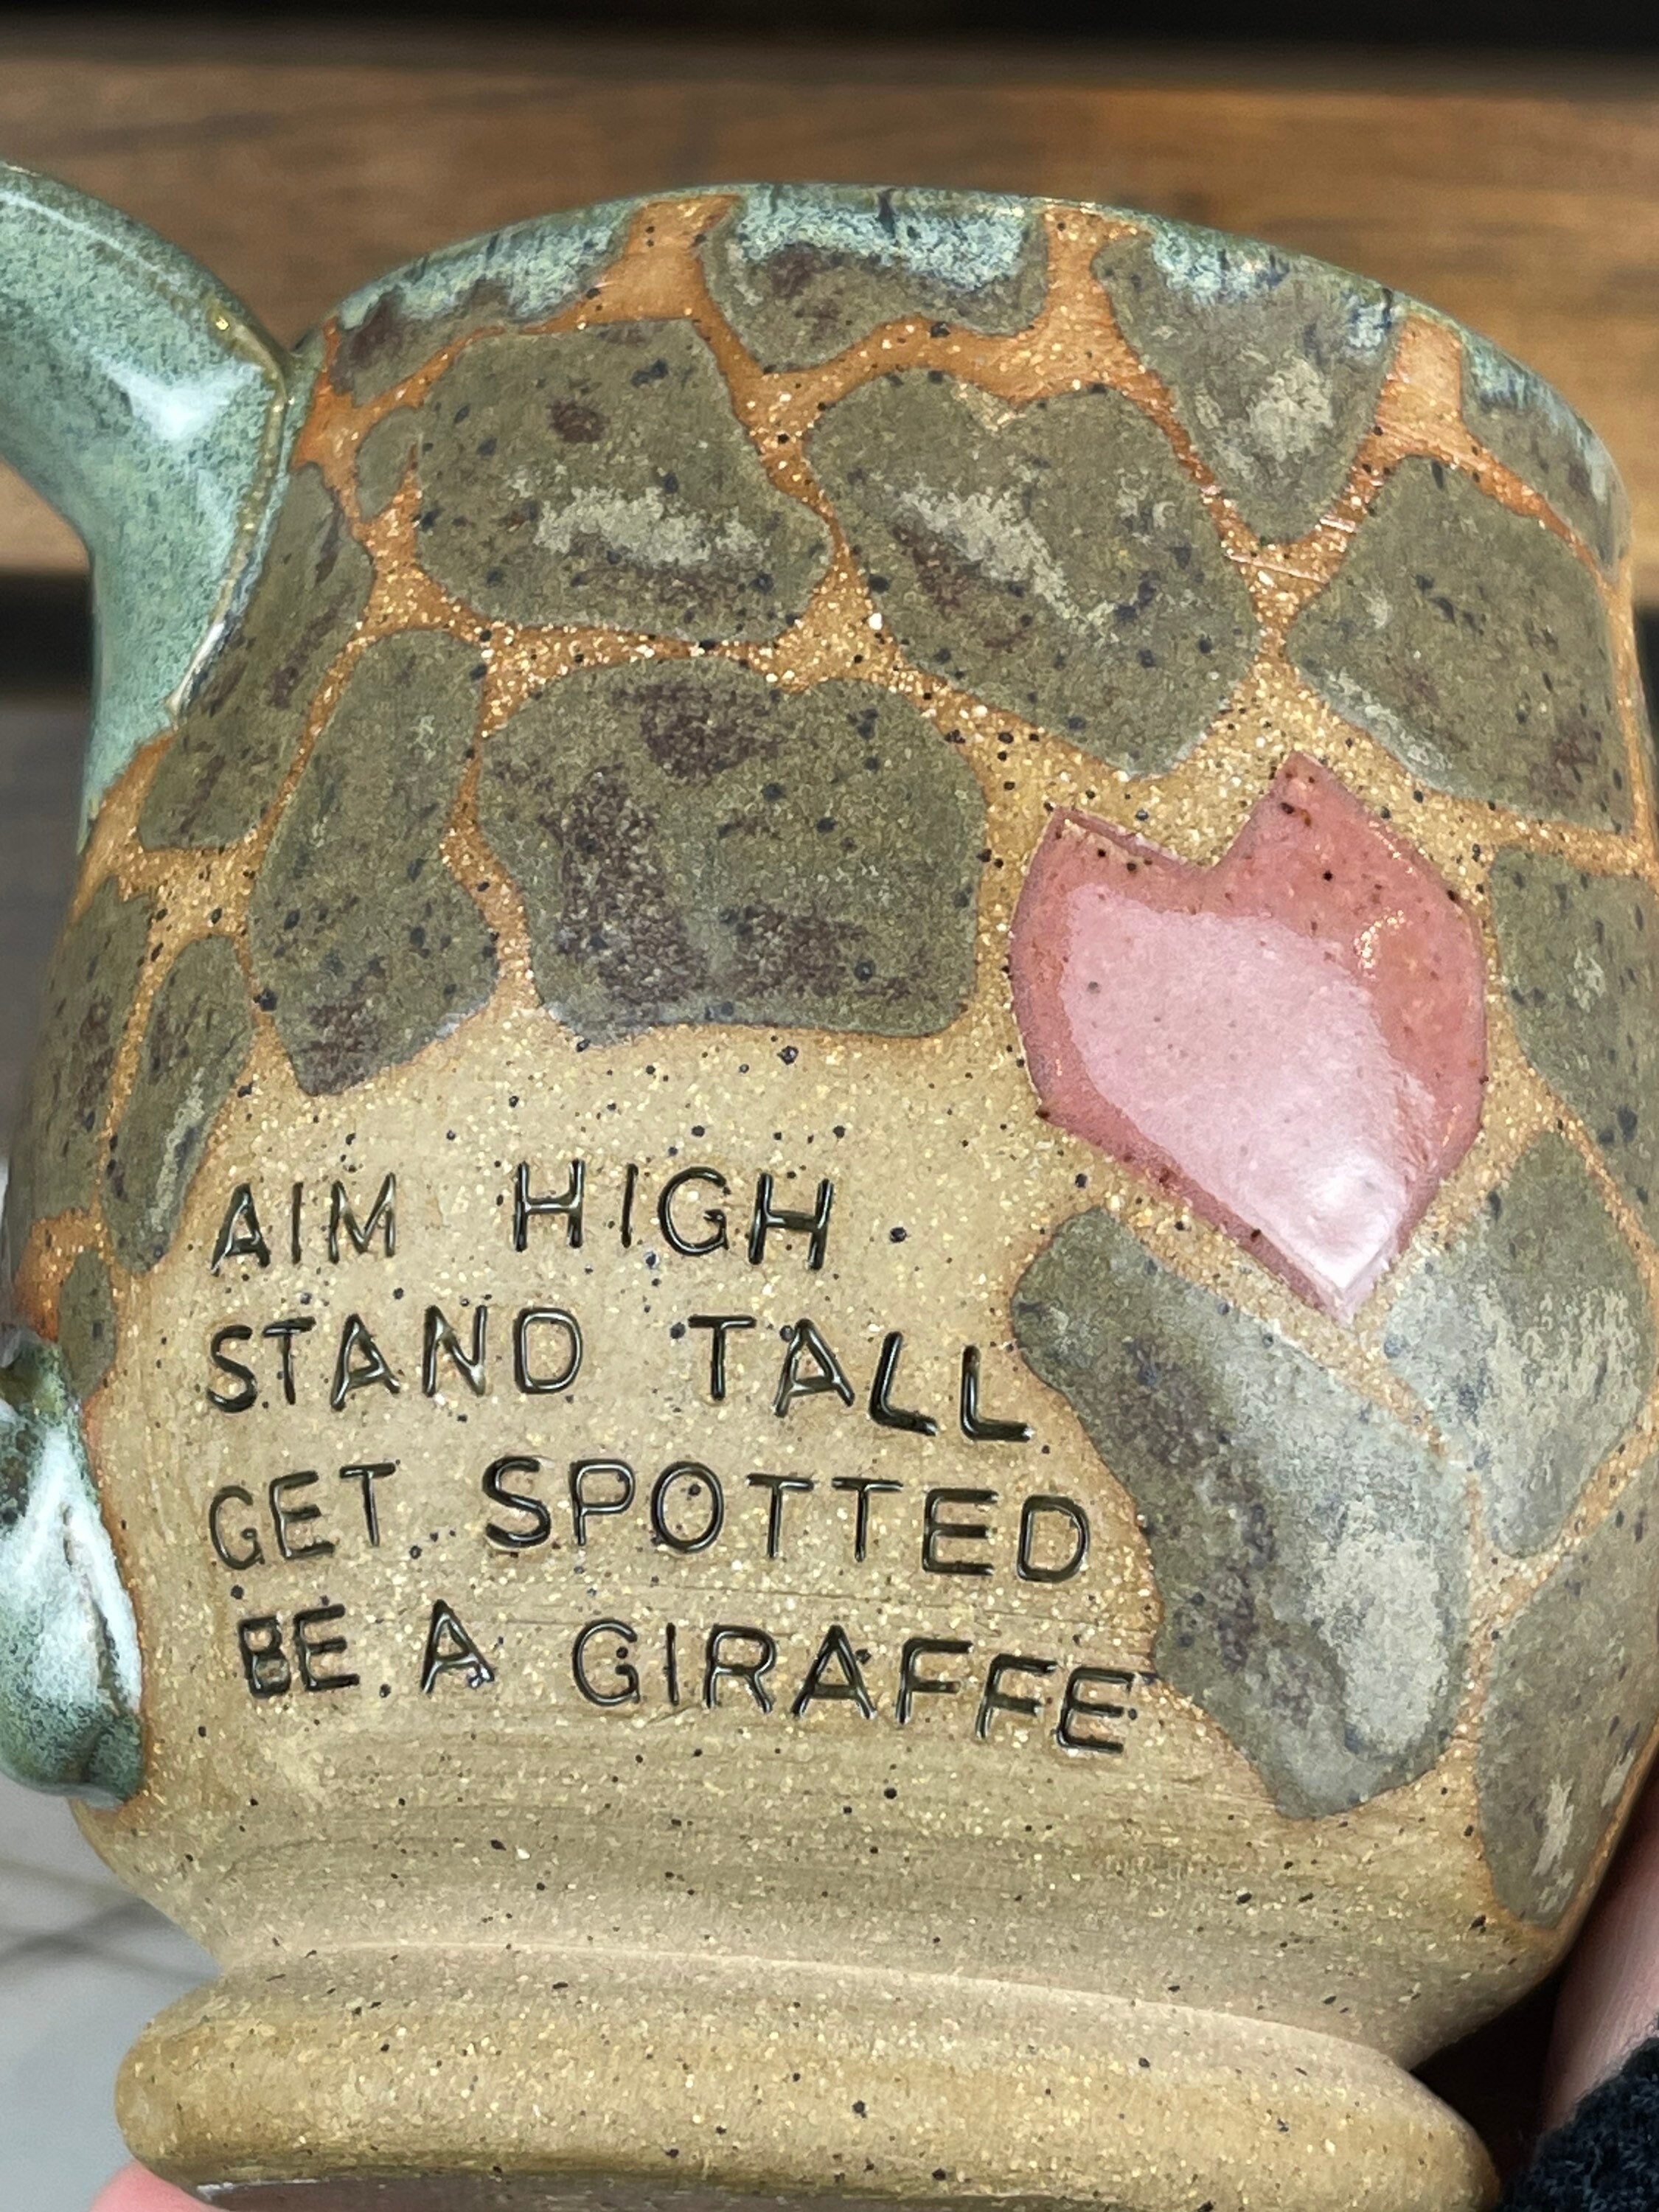 AIM HIGH
STAND TALL
GET SPOTTED
BE A GIRAFFE